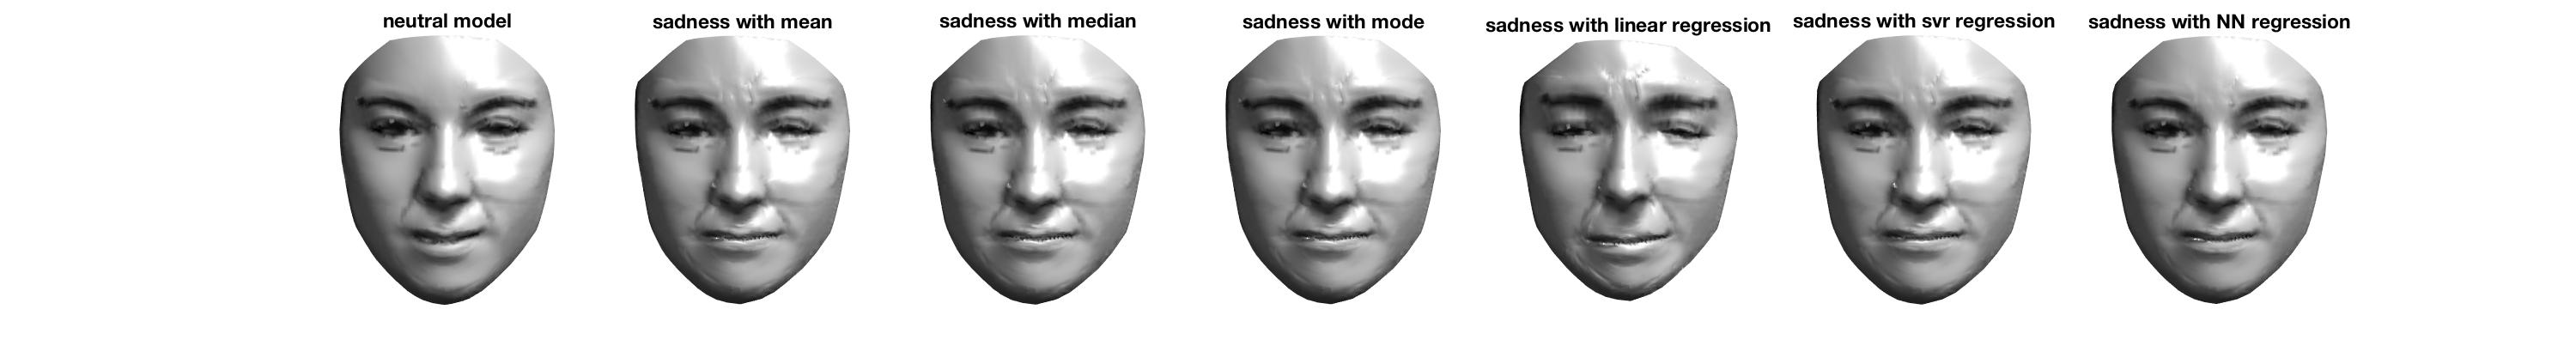 neutral model
sadness with mean
sadness with median
sadness with mode
sadness with linear regression
sadness with svr regression
sadness with NN regression